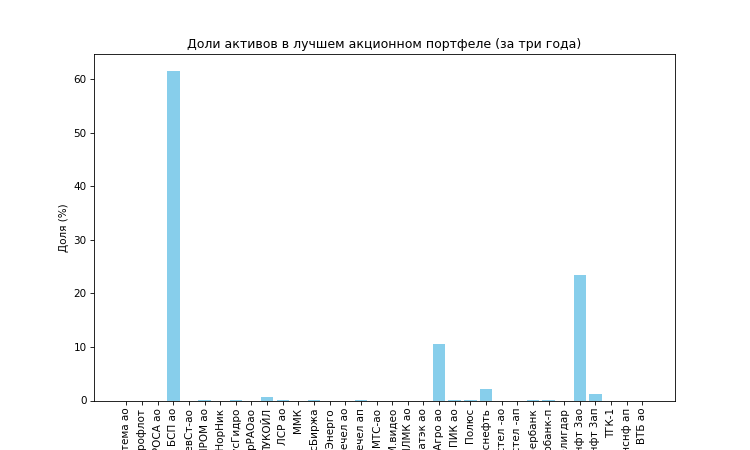 Доли активов в лучшем акционном портфеле (за три года)
Доля (%)
60
50
40
30
20
10
0
тема ао
рофлот
РОСА ао
БСП ао
евСт-ао
ПРОМ ао
НорНик
сГидро
рРАОао
ЛУКОЙЛ
ЛСР ао
ММК
сБиржа
Энерго
ечел ао
ечел ап
МТС-ао
М.видео
ЛМК ао
атэк ао
Агро ао
ПИК ао
Полюс
снефть
стел -ао
стел -ап
ербанк
рбанк-п
лигдар
нфт 3ао
нфт 3ап
ТГК-1
нснф ап
ВТБ ао